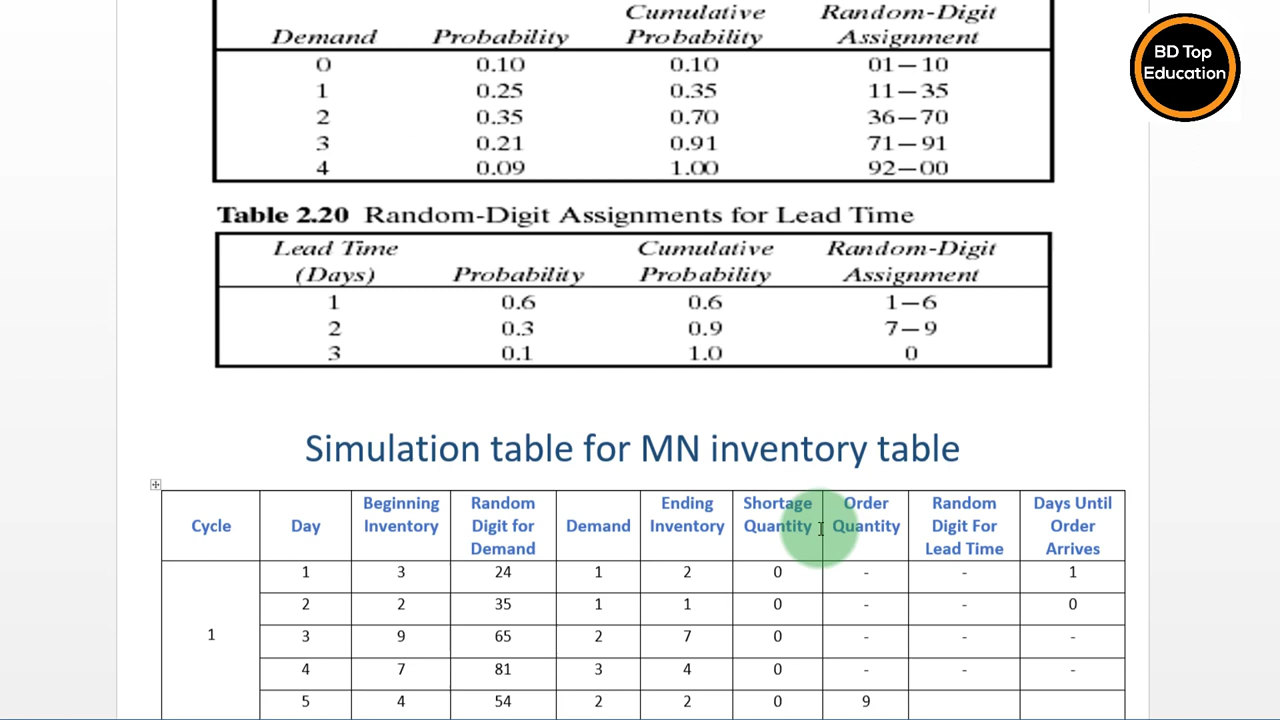 BD Top
Education
Cumulative Random-Digit
Demand Probability Probability Assignment
0 0.10 0.10 01—10
1 0.25 0.35 11—35
2 0.35 0.70 36—70
3 0.21 0.91 71—91
4 0.09 1.00 92—00
Table 2.20 Random-Digit Assignments for Lead Time
Lead Time Cumulative Random-Digit
(Days) Probability Probability Assignment
1 0.6 0.6 1—6
2 0.3 0.9 7—9
3 0.1 1.0 0
Simulation table for MN inventory table
Beginning Random Ending Shortage Order Random Days Until
Cycle Day Inventory Digit for Demand Inventory Quantity Quantity Digit For Order
Demand Lead Time Arrives
1 3 24 1 2 0 - - 1
2 2 35 1 1 0 - - 0
1 3 9 65 2 7 0 - - -
4 7 81 3 4 0 - - -
5 4 54 2 2 0 9